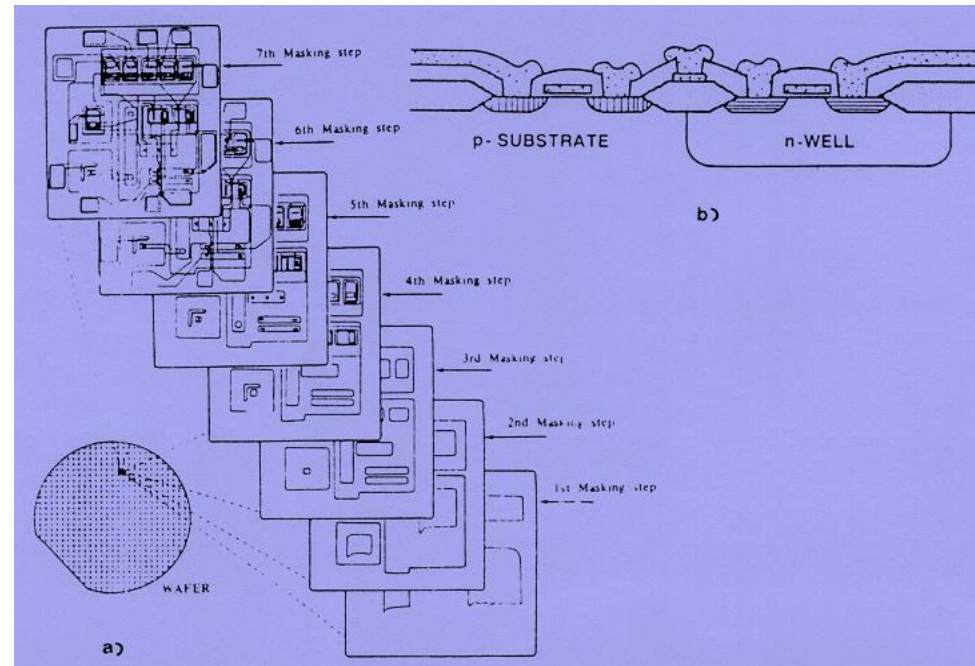 7th Masking step
6th Masking step
5th Masking step
4th Masking step
3rd Masking step
2nd Masking step
1st Masking step
WAFER
a)
p- SUBSTRATE
n-WELL
b)